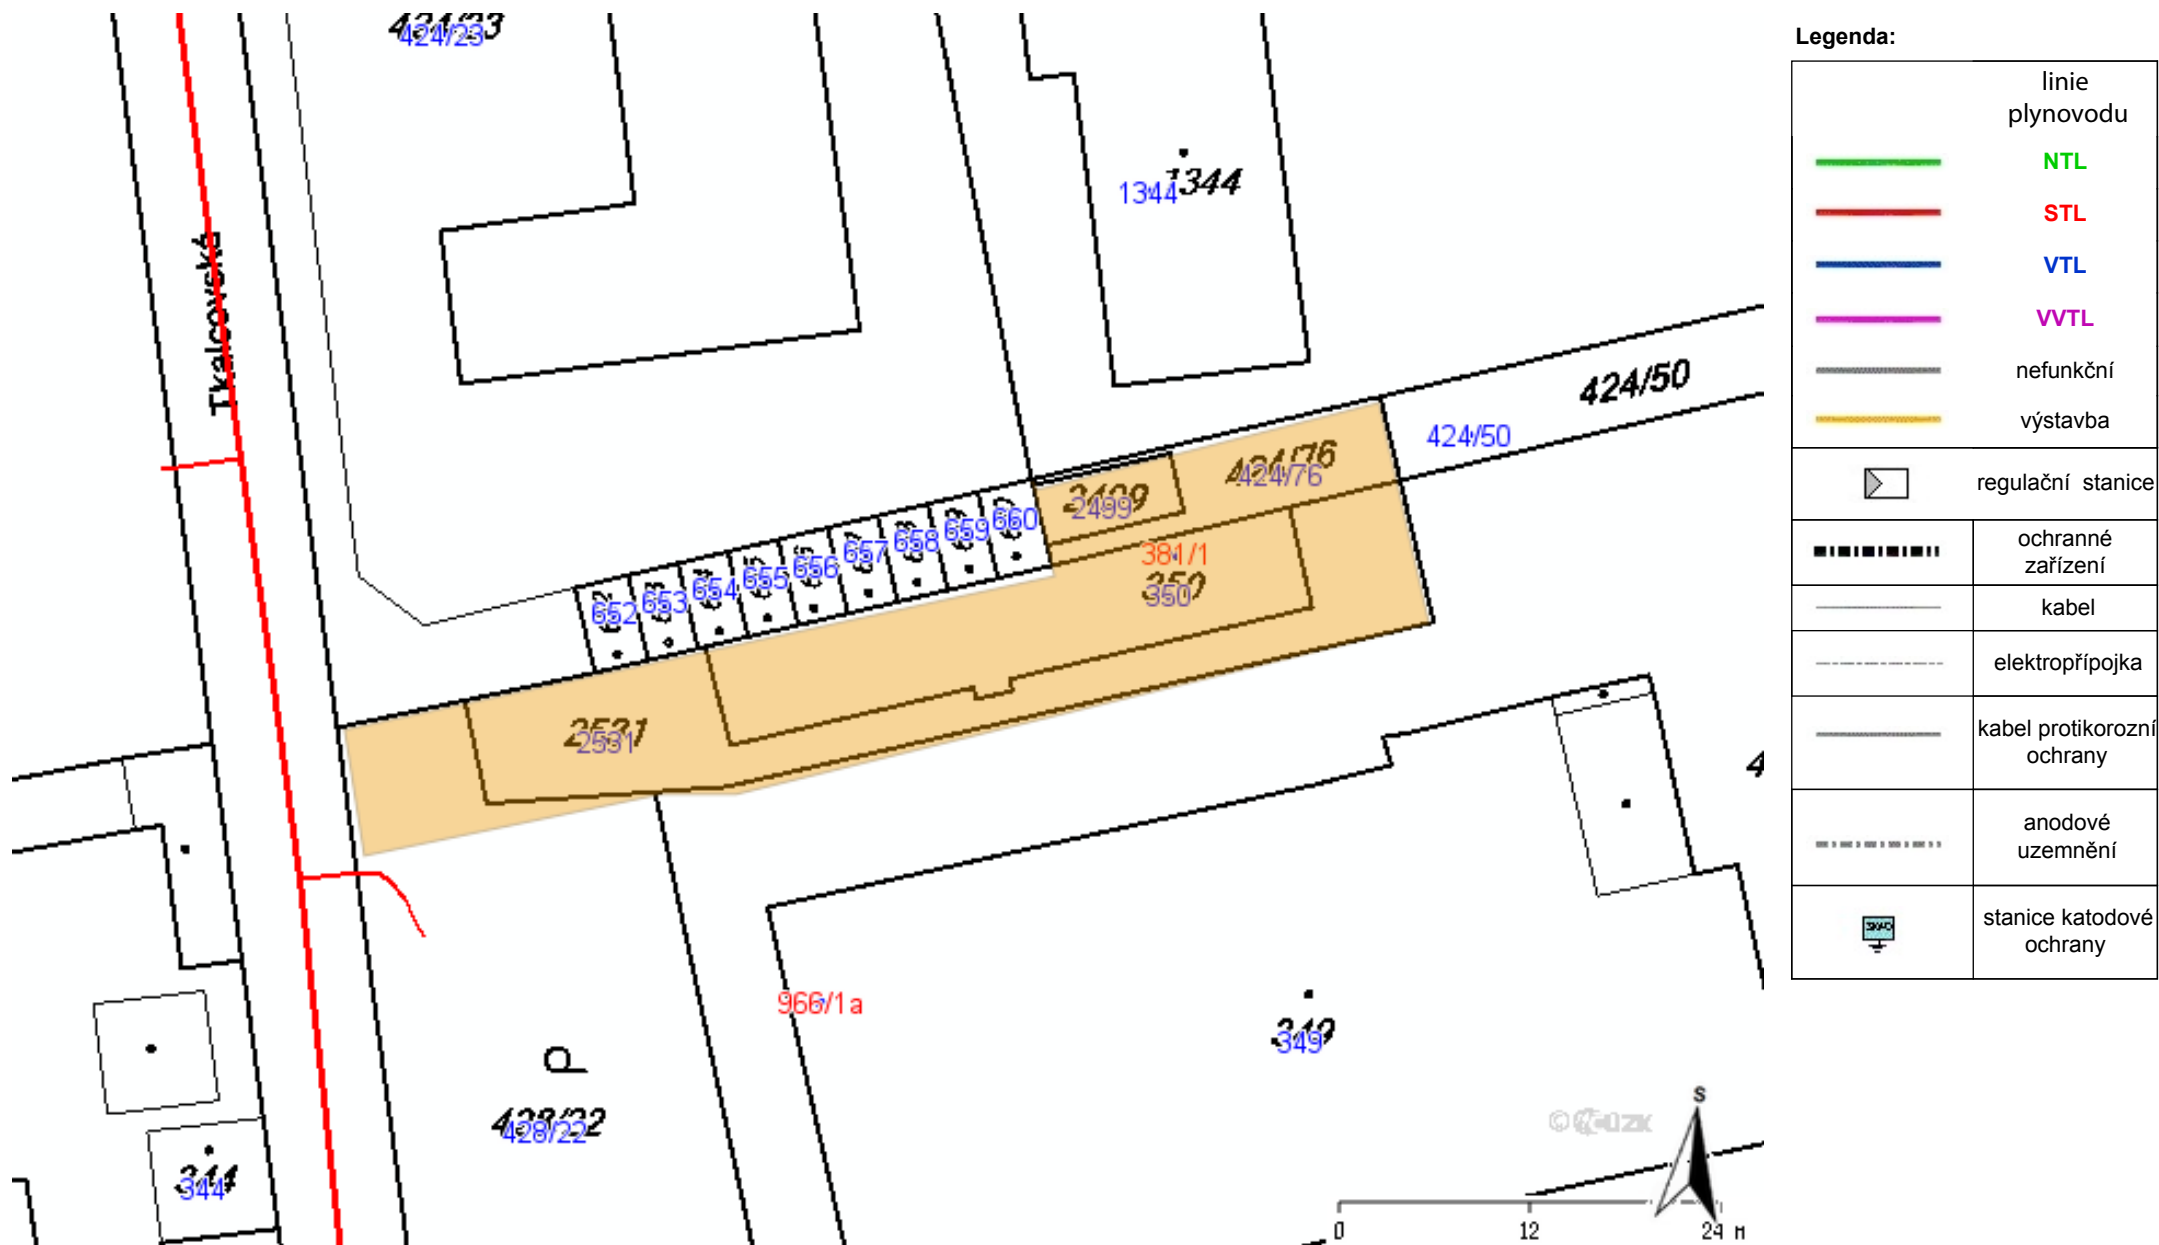 424/23
424/23
Tkalcovská
1344
1344
424/50
424/50
424/76
424/76
2499
2499
381/1
350
350
652
653
654
655
656
657
658
659
660
2531
2531
966/1a
349
349
P
428/22
428/22
344
344
4
S
0 12 24 M
Legenda:
linie
plynovodu
NTL
STL
VTL
VVTL
nefunkční
výstavba
regulační stanice
ochranné
zařízení
kabel
elektropřípojka
kabel protikorozní
ochrany
anodové
uzemnění
stanice katodové
ochrany